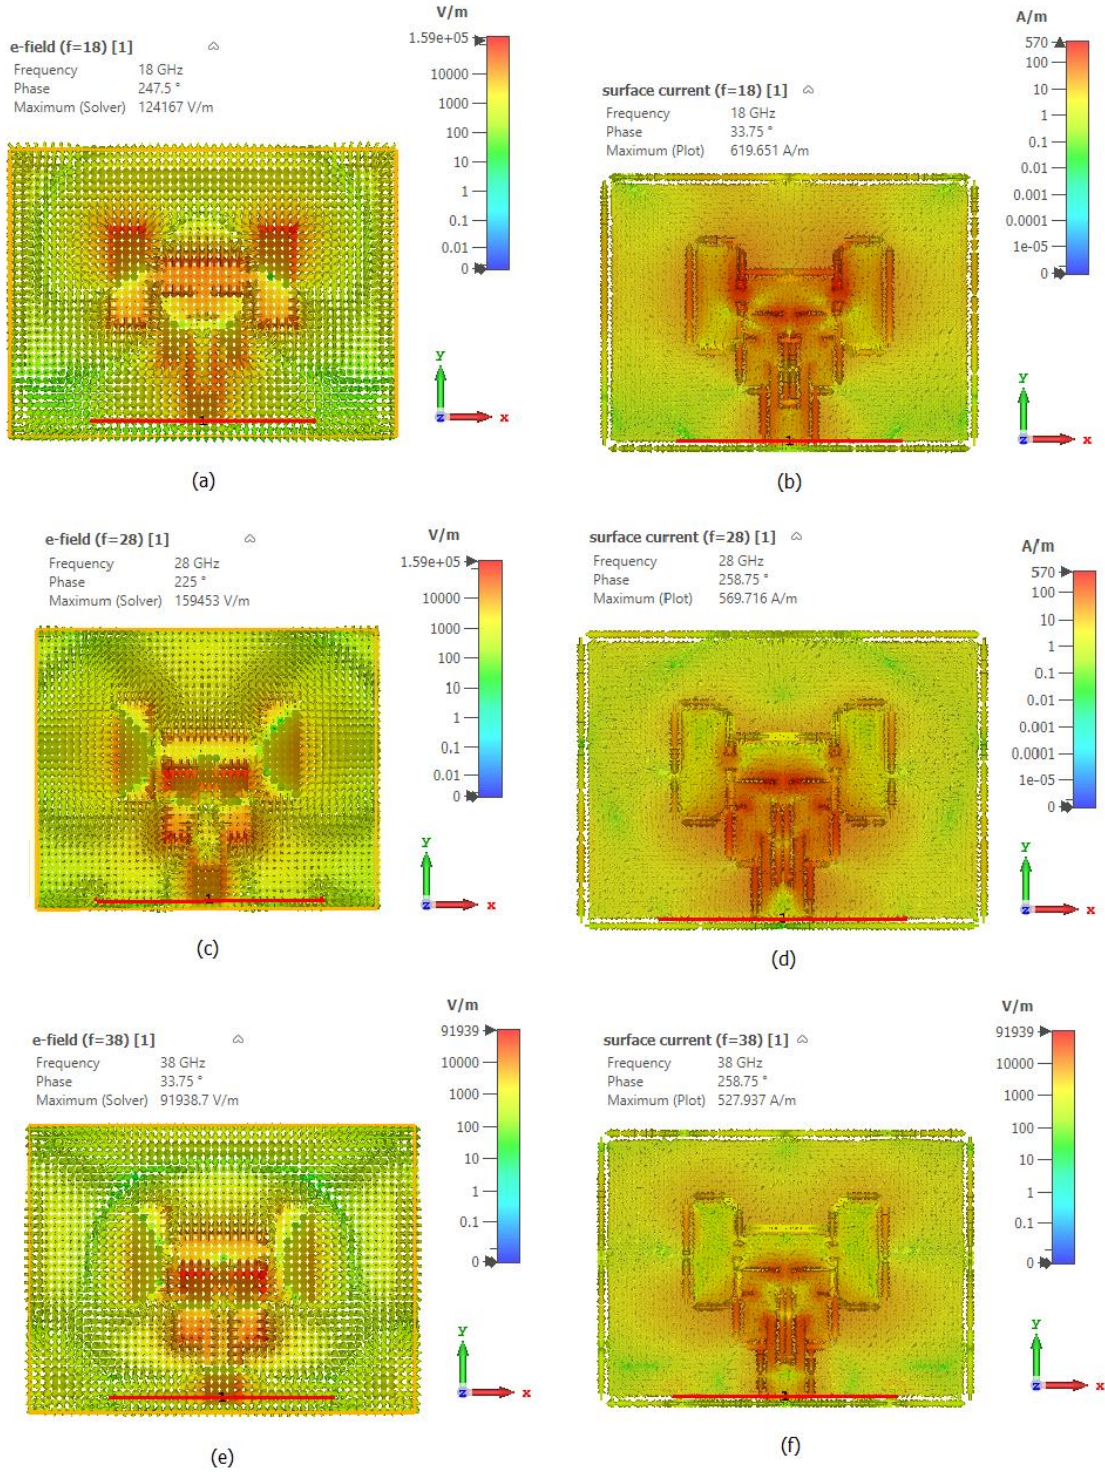 V/m
1.59e+05
10000
1000
100
10
1
0.1
0.01
0
e-field (f=18) [1]
Frequency 18 GHz
Phase 247.5 °
Maximum (Solver) 124167 V/m
1
y
z x
(a)
A/m
570
100
10
1
0.1
0.01
0.001
0.0001
1e-05
0
surface current (f=18) [1]
Frequency 18 GHz
Phase 33.75 °
Maximum (Plot) 619.651 A/m
1
y
z x
(b)
V/m
1.59e+05
10000
1000
100
10
1
0.1
0.01
0
e-field (f=28) [1]
Frequency 28 GHz
Phase 225 °
Maximum (Solver) 159453 V/m
1
y
z x
(c)
A/m
570
100
10
1
0.1
0.01
0.001
0.0001
1e-05
0
surface current (f=28) [1]
Frequency 28 GHz
Phase 258.75 °
Maximum (Plot) 569.716 A/m
1
y
z x
(d)
V/m
91939
10000
1000
100
10
1
0.1
0
e-field (f=38) [1]
Frequency 38 GHz
Phase 33.75 °
Maximum (Solver) 91938.7 V/m
1
y
z x
(e)
V/m
91939
10000
1000
100
10
1
0.1
0
surface current (f=38) [1]
Frequency 38 GHz
Phase 258.75 °
Maximum (Plot) 527.937 A/m
1
y
z x
(f)